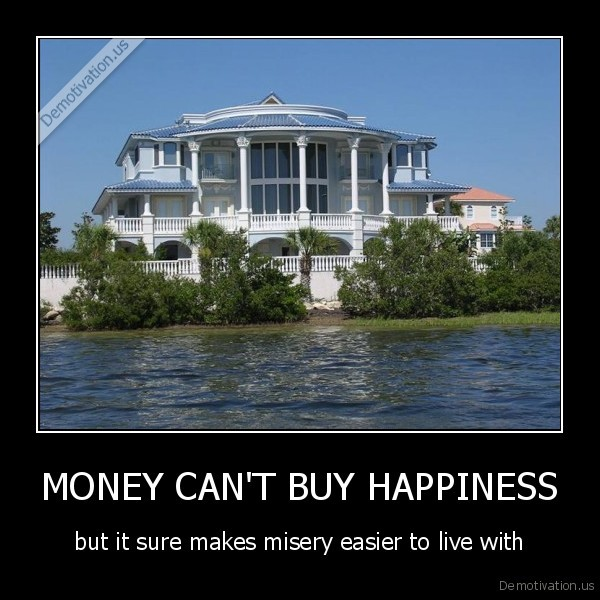 Demotivation.us
MONEY CAN'T BUY HAPPINESS
but it sure makes misery easier to live with
Demotivation.us